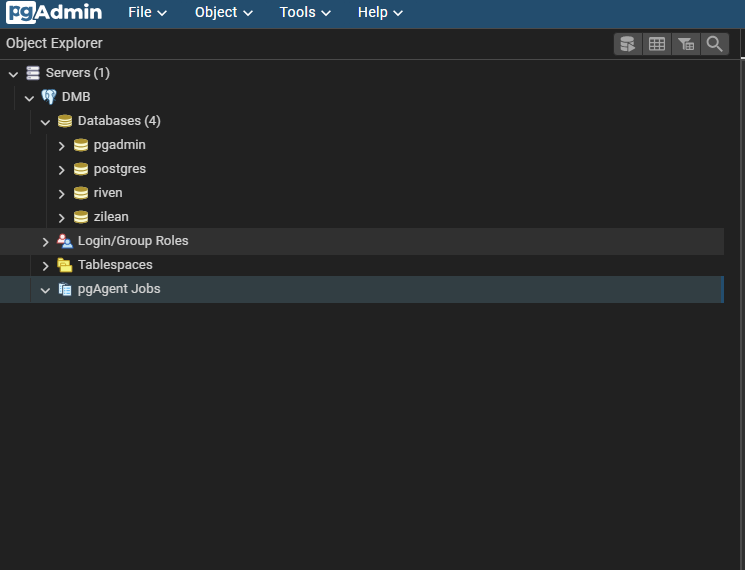 pgAdmin File Object Tools Help
Object Explorer
Servers (1)
DMB
Databases (4)
pgadmin
postgres
riven
zilean
Login/Group Roles
Tablespaces
pgAgent Jobs